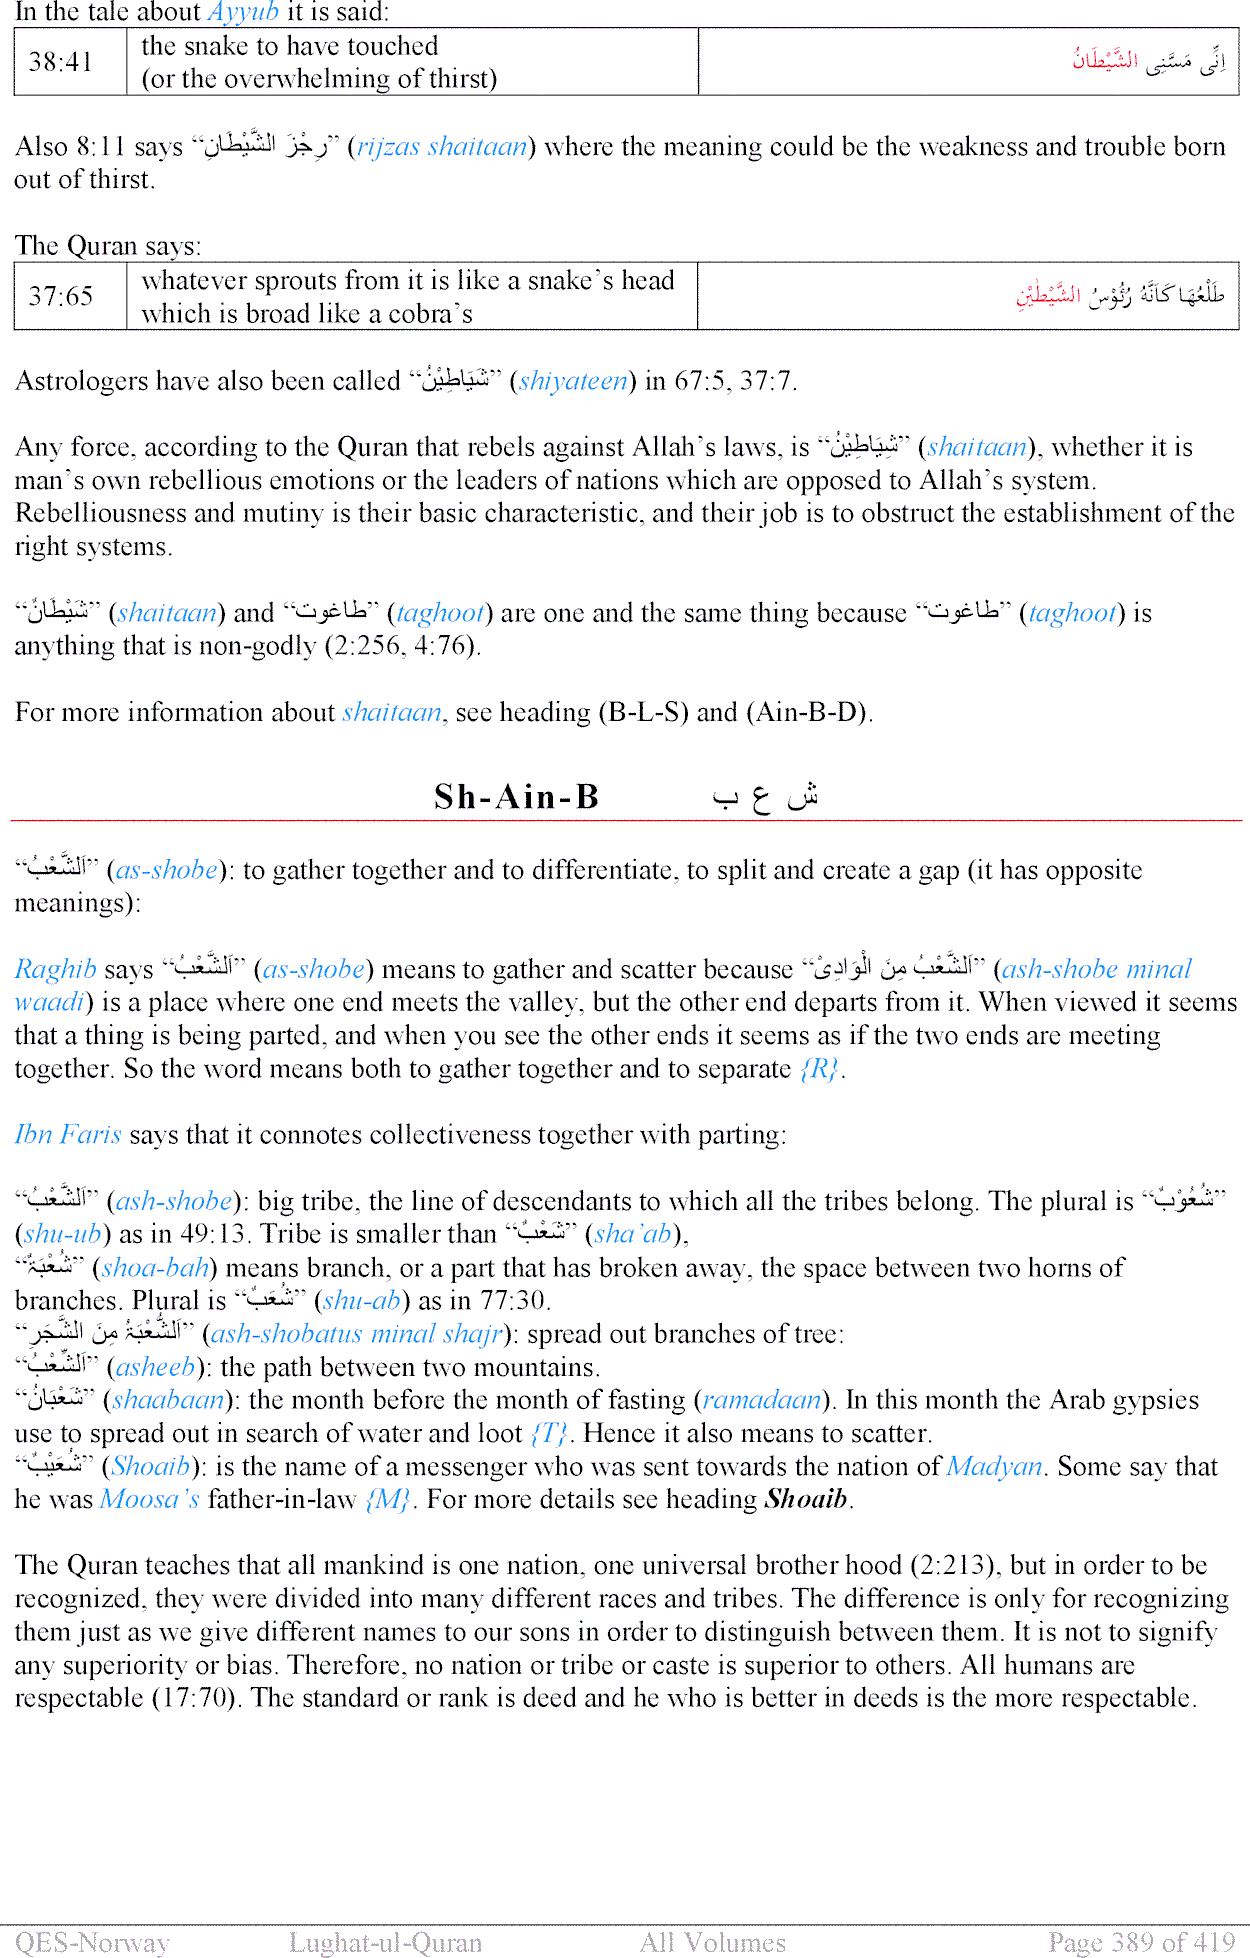 In the tale about Ayyub it is said:
38:41 the snake to have touched اِنِّی مَسَّنِی الشَّیْطَانُ
(or the overwhelming of thirst)
Also 8:11 says “رِجْزَ الشَّیْطَانِ” (rijzas shaitaan) where the meaning could be the weakness and trouble born
out of thirst.
The Quran says:
37:65 whatever sprouts from it is like a snake’s head طَلْعُهَا كَاَنَّهٗ رُئُوْسُ الشَّيْطٰيْنِ
which is broad like a cobra’s
Astrologers have also been called “شَیَاطِیْنُ” (shiyateen) in 67:5, 37:7.
Any force, according to the Quran that rebels against Allah’s laws, is “شِیَاطِیْنُ” (shaitaan), whether it is
man’s own rebellious emotions or the leaders of nations which are opposed to Allah’s system.
Rebelliousness and mutiny is their basic characteristic, and their job is to obstruct the establishment of the
right systems.
“شَیْطَانٌ” (shaitaan) and “طاغوت” (taghoot) are one and the same thing because “طاغوت” (taghoot) is
anything that is non-godly (2:256, 4:76).
For more information about shaitaan, see heading (B-L-S) and (Ain-B-D).
Sh-Ain-B ش ع ب
“اَلشَّعْبُ” (as-shobe): to gather together and to differentiate, to split and create a gap (it has opposite
meanings):
Raghib says “اَلشَّعْبُ” (as-shobe) means to gather and scatter because “اَلشَّعْبُ مِنَ الْوَادِیْ” (ash-shobe minal
waadi) is a place where one end meets the valley, but the other end departs from it. When viewed it seems
that a thing is being parted, and when you see the other ends it seems as if the two ends are meeting
together. So the word means both to gather together and to separate {R}.
Ibn Faris says that it connotes collectiveness together with parting:
“اَلشَّعْبُ” (ash-shobe): big tribe, the line of descendants to which all the tribes belong. The plural is “شُعُوْبٌ”
(shu-ub) as in 49:13. Tribe is smaller than “شَعْبٌ” (sha’ab),
“شُعْبَۃٌ” (shoa-bah) means branch, or a part that has broken away, the space between two horns of
branches. Plural is “شُعَبٌ” (shu-ab) as in 77:30.
“اَلشُّعْبَۃُ مِنَ الشَّجَرِ” (ash-shobatus minal shajr): spread out branches of tree:
“اَلشِّعْبُ” (asheeb): the path between two mountains.
“شَعْبَانُ” (shaabaan): the month before the month of fasting (ramadaan). In this month the Arab gypsies
use to spread out in search of water and loot {T}. Hence it also means to scatter.
“شُعَیْبٌ” (Shoaib): is the name of a messenger who was sent towards the nation of Madyan. Some say that
he was Moosa’s father-in-law {M}. For more details see heading Shoaib.
The Quran teaches that all mankind is one nation, one universal brother hood (2:213), but in order to be
recognized, they were divided into many different races and tribes. The difference is only for recognizing
them just as we give different names to our sons in order to distinguish between them. It is not to signify
any superiority or bias. Therefore, no nation or tribe or caste is superior to others. All humans are
respectable (17:70). The standard or rank is deed and he who is better in deeds is the more respectable.
QES-Norway Lughat-ul-Quran All Volumes Page 389 of 419